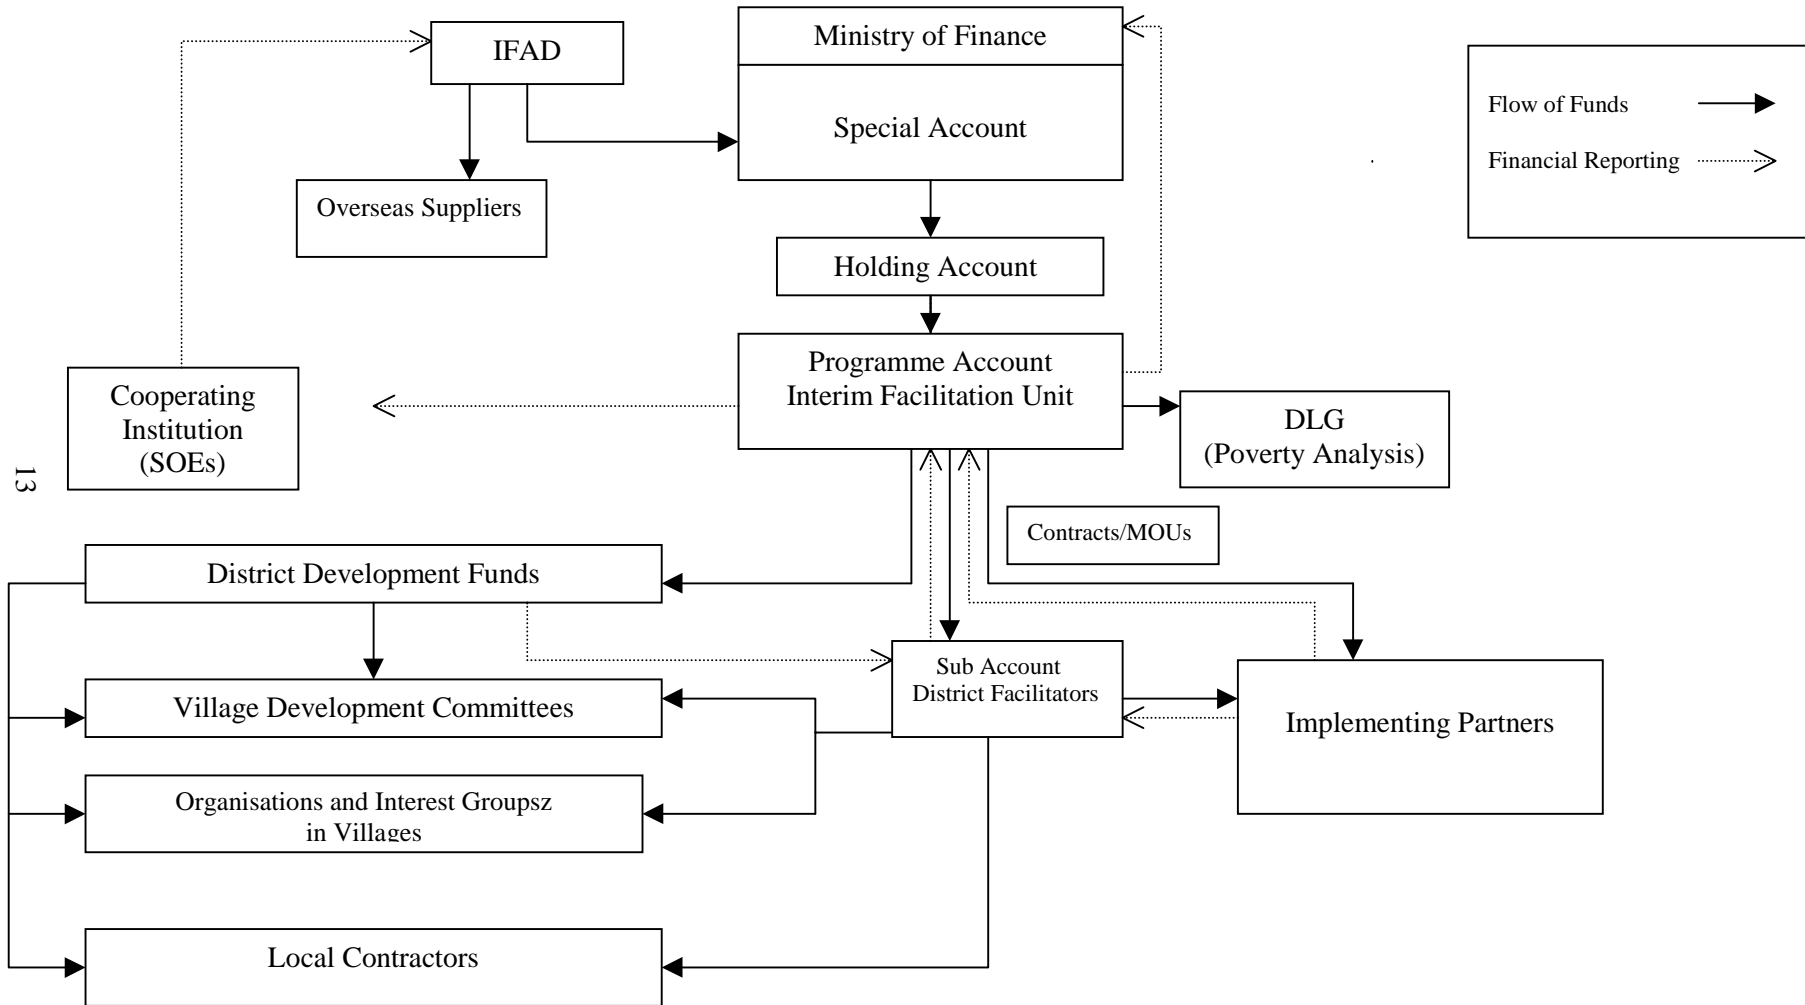 IFAD
Ministry of Finance
Special Account
Flow of Funds
Financial Reporting
Overseas Suppliers
Holding Account
Programme Account
Interim Facilitation Unit
Cooperating
Institution
(SOEs)
DLG
(Poverty Analysis)
13
Contracts/MOUs
District Development Funds
Sub Account
District Facilitators
Village Development Committees
Implementing Partners
Organisations and Interest Groupsz
in Villages
Local Contractors